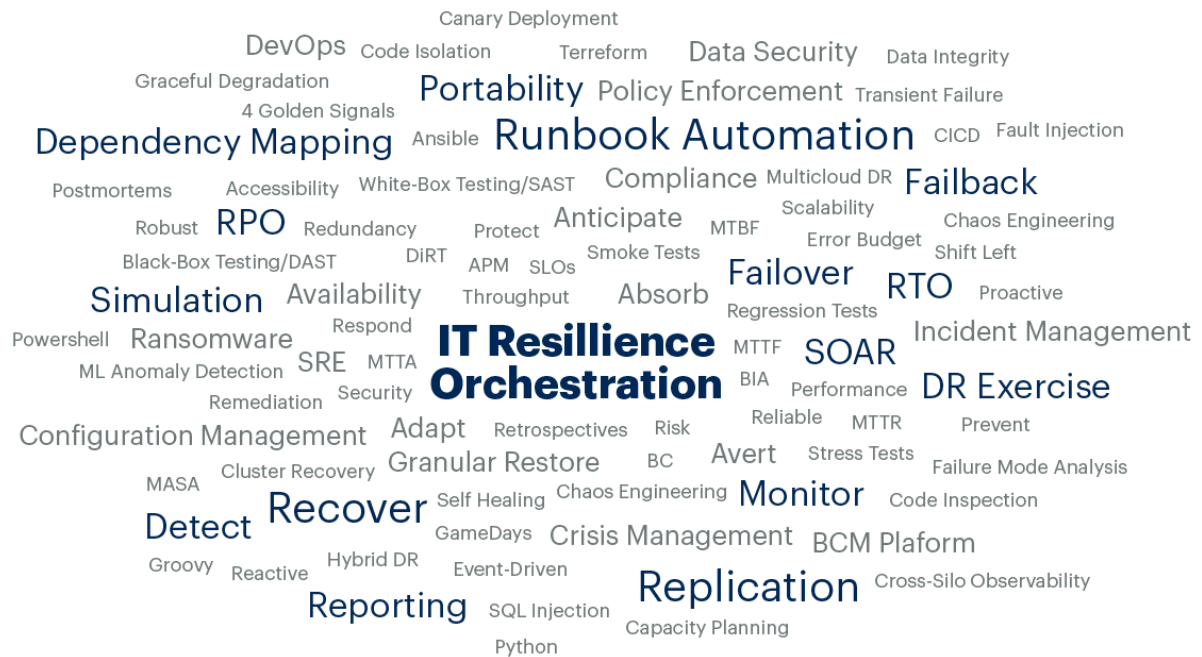 Canary Deployment
DevOps Code Isolation Terreform Data Security Data Integrity
Graceful Degradation Portability Policy Enforcement Transient Failure
4 Golden Signals
Dependency Mapping Ansible Runbook Automation CICD Fault Injection
Postmortems Accessibility White-Box Testing/SAST Compliance Multicloud DR Failback
Robust RPO Redundancy Protect Anticipate MTBF Scalability Chaos Engineering
Black-Box Testing/DAST DiRT APM SLOs Smoke Tests Error Budget Shift Left
Simulation Availability Throughput Absorb Failover RTO Proactive
Powershell Ransomware Respond IT Resillience Regression Tests Incident Management
ML Anomaly Detection SRE MTTA Orchestration MTTF SOAR
Remediation Security BIA Performance DR Exercise
Configuration Management Adapt Retrospectives Risk Reliable MTTR Prevent
MASA Cluster Recovery Granular Restore BC Avert Stress Tests Failure Mode Analysis
Detect Recover Self Healing Chaos Engineering Monitor Code Inspection
GameDays Crisis Management BCM Plaform
Groovy Reactive Hybrid DR Event-Driven Replication Cross-Silo Observability
Reporting SQL Injection Capacity Planning
Python